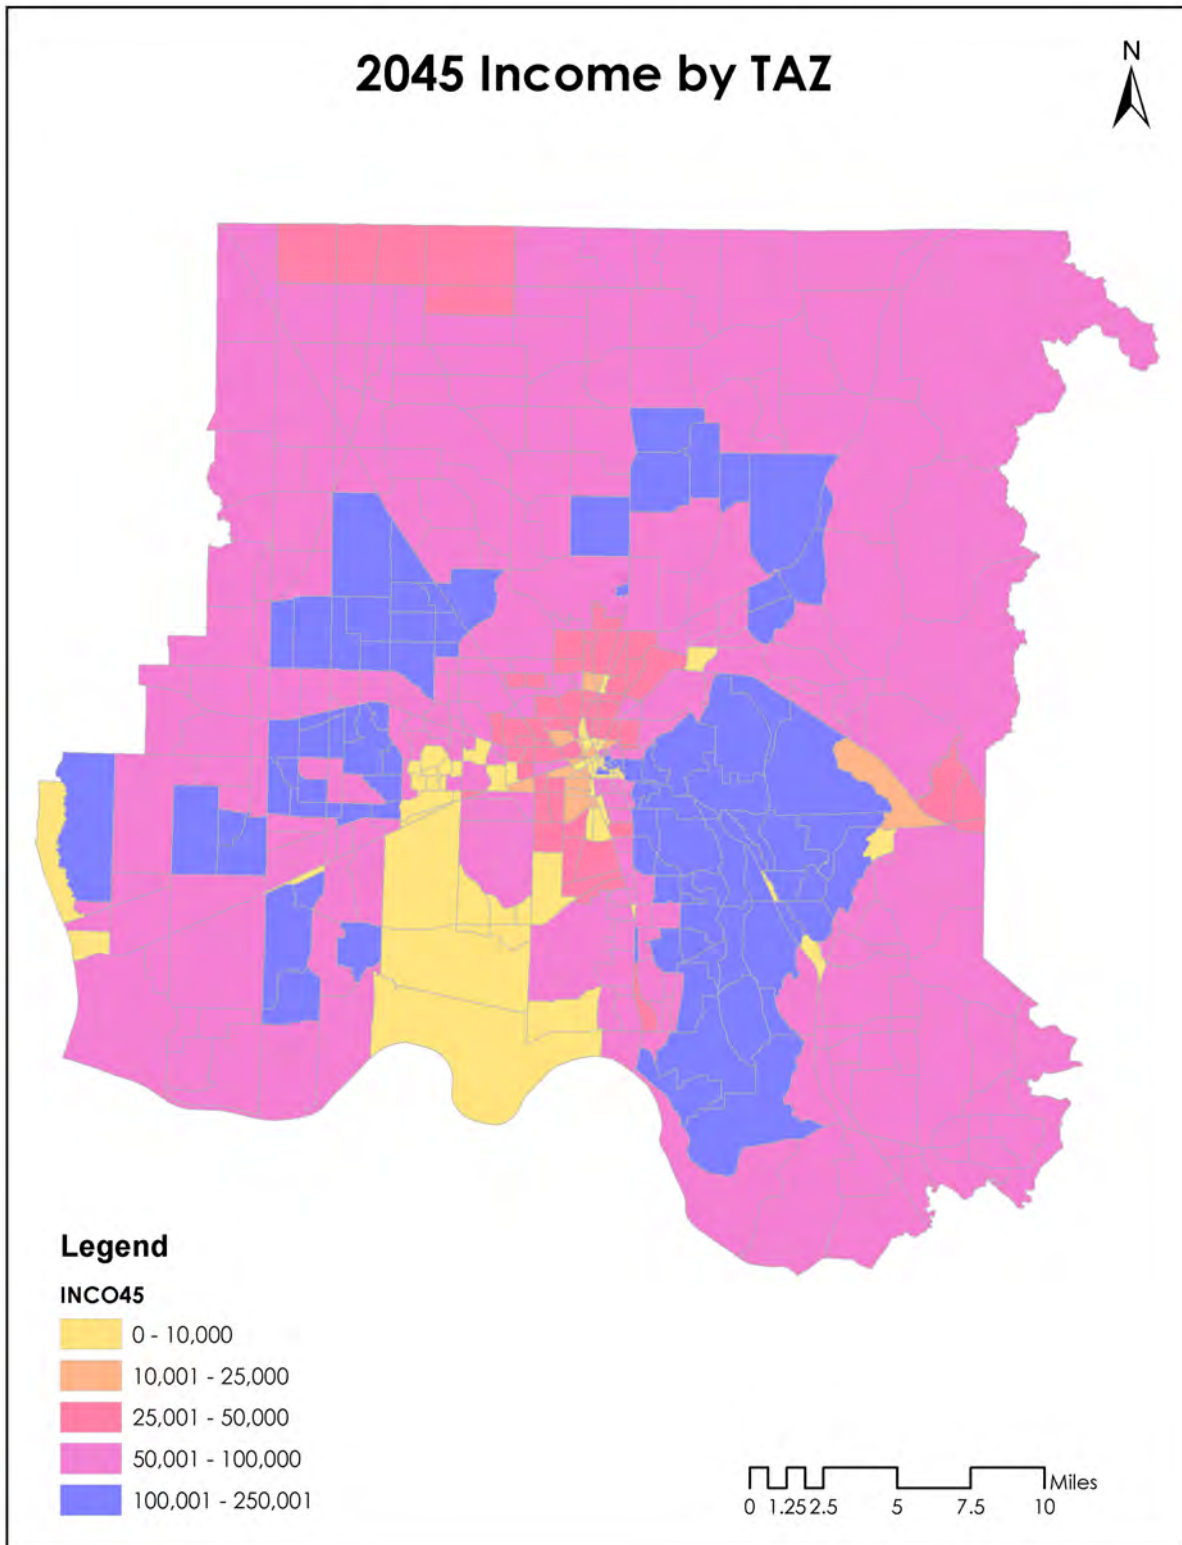 2045 Income by TAZ
N
Legend
INCO45
0 - 10,000
10,001 - 25,000
25,001 - 50,000
50,001 - 100,000
100,001 - 250,001
Miles
0 1.25 2.5 5 7.5 10